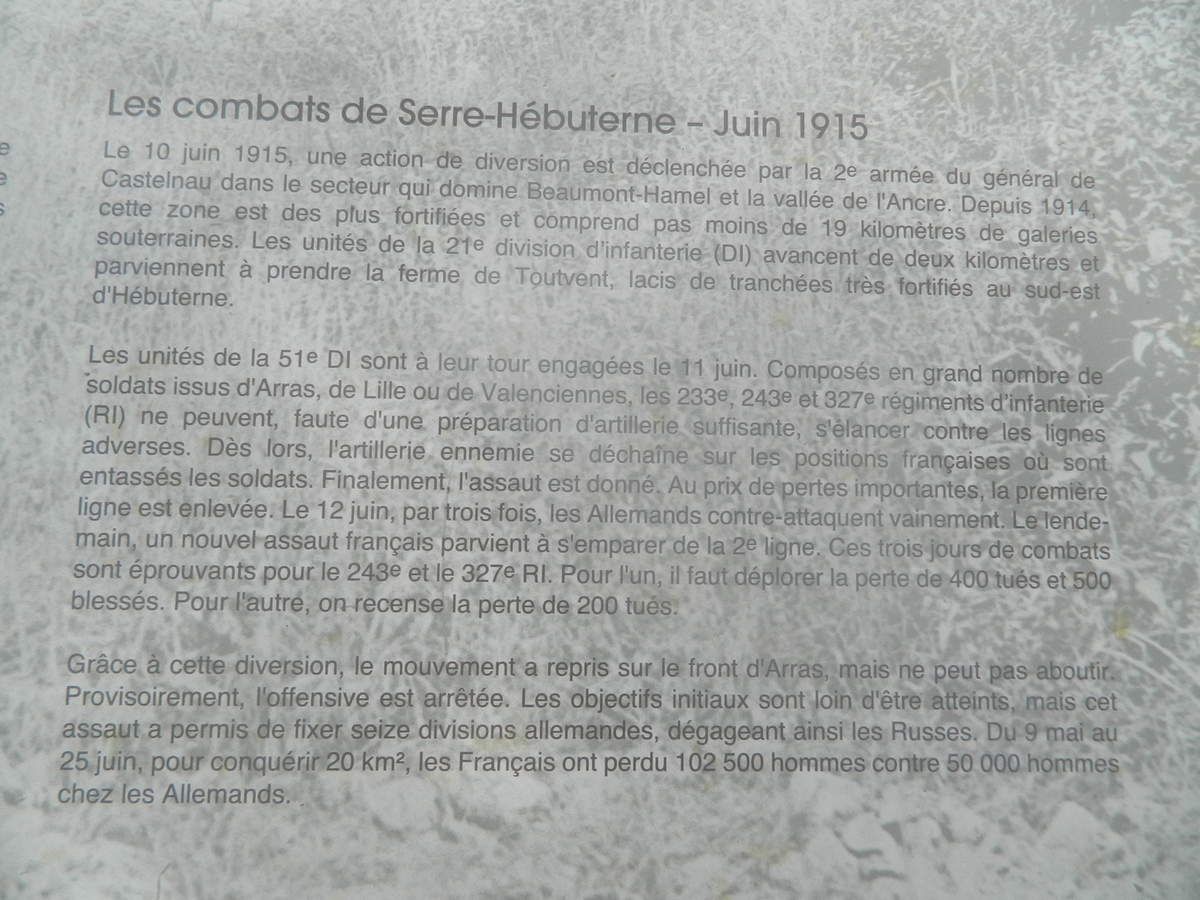 Les combats de Serre-Hébuterne – Juin 1915
Le 10 juin 1915, une action de diversion est déclenchée par la 2e armée du général de
Castelnau dans le secteur qui domine Beaumont-Hamel et la vallée de l'Ancre. Depuis 1914,
cette zone est des plus fortifiées et comprend pas moins de 19 kilomètres de galeries
souterraines. Les unités de la 21e division d'infanterie (DI) avancent de deux kilomètres et
parviennent à prendre la ferme de Toutvent, lacis de tranchées très fortifiés au sud-est
d'Hébuterne.
Les unités de la 51e DI sont à leur tour engagées le 11 juin. Composés en grand nombre de
soldats issus d'Arras, de Lille ou de Valenciennes, les 233e, 243e et 327e régiments d'infanterie
(RI) ne peuvent, faute d'une préparation d'artillerie suffisante, s'élancer contre les lignes
adverses. Dès lors, l'artillerie ennemie se déchaîne sur les positions françaises où sont
entassés les soldats. Finalement, l'assaut est donné. Au prix de pertes importantes, la première
ligne est enlevée. Le 12 juin, par trois fois, les Allemands contre-attaquent vainement. Le lende-
main, un nouvel assaut français parvient à s'emparer de la 2e ligne. Ces trois jours de combats
sont éprouvants pour le 243e et le 327e RI. Pour l'un, il faut déplorer la perte de 400 tués et 500
blessés. Pour l'autre, on recense la perte de 200 tués.
Grâce à cette diversion, le mouvement a repris sur le front d'Arras, mais ne peut pas aboutir.
Provisoirement, l'offensive est arrêtée. Les objectifs initiaux sont loin d'être atteints, mais cet
assaut a permis de fixer seize divisions allemandes, dégageant ainsi les Russes. Du 9 mai au
25 juin, pour conquérir 20 km², les Français ont perdu 102 500 hommes contre 50 000 hommes
chez les Allemands.